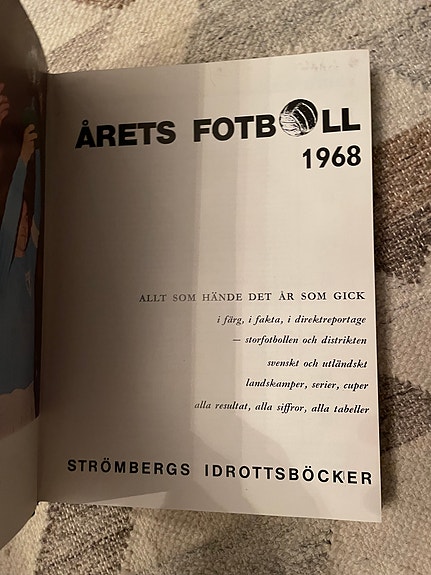 ÅRETS FOTBOLL
1968
ALLT SOM HÄNDE DET ÅR SOM GICK
i färg, i fakta, i direktreportage
— storfotbollen och distrikten
svenskt och utländskt
landskamper, serier, cuper
alla resultat, alla siffror, alla tabeller
STRÖMBERGS IDROTTSBÖCKER